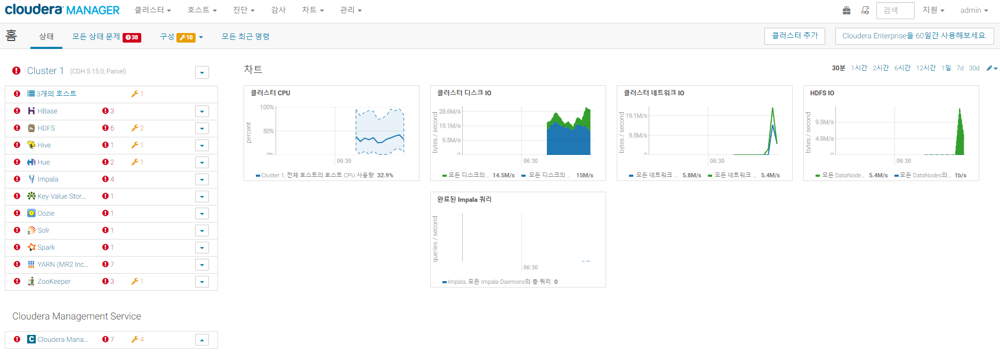 cloudera MANAGER 클러스터 호스트 진단 감사 차트 관리 검색 지원 admin
홈 상태 모든 상태 문제 38 구성 10 모든 최근 명령 클러스터 추가 Cloudera Enterprise을 60일간 사용해보세요.
Cluster 1 (CDH 5.15.0, Parcel)
3개의 호스트 1
HBase 3
HDFS 6 2
Hive 1 1
Hue 2 1
Impala 4
Key-Value Stor... 1
Oozie 1
Solr 1
Spark 1
YARN (MR2 Inc... 7
ZooKeeper 3 1
Cloudera Management Service
Cloudera Mana... 7 4
차트
30분 1시간 2시간 6시간 12시간 1일 7d 30d
클러스터 CPU
percent
100%
50%
0%
06:30
Cluster 1, 전체 호스트의 호스트 CPU 사용량 32.9%
클러스터 디스크 IO
bytes / second
28.6M/s
19.1M/s
9.5M/s
0
06:30
모든 디스크의... 14.5M/s 모든 디스크의 ... 15M/s
클러스터 네트워크 IO
bytes / second
19.1M/s
9.5M/s
0
06:30
모든 네트워크 ... 5.8M/s 모든 네트워크 ... 5.4M/s
HDFS IO
bytes / second
9.5M/s
4.8M/s
0
06:30
모든 DataNode... 5.4M/s 모든 DataNodes의... 1b/s
완료된 Impala 쿼리
queries / second
06:30
Impala, 모든 Impala Daemons의 총 쿼리 0